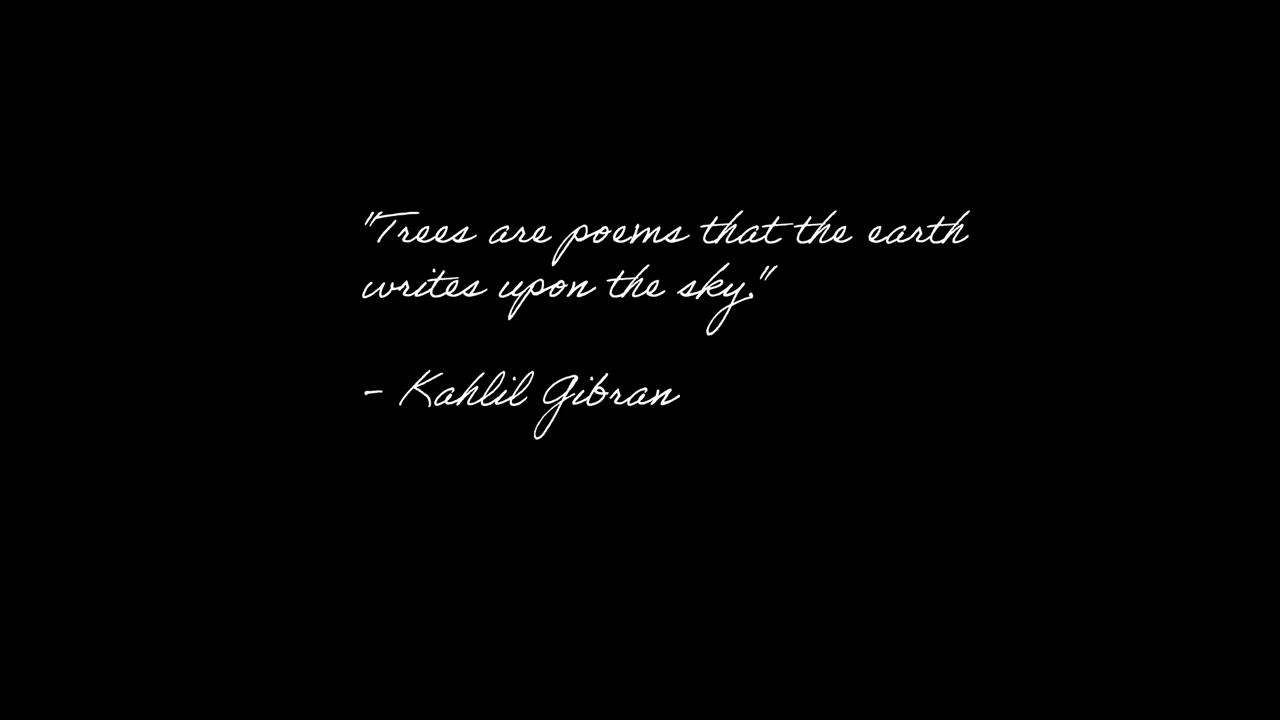 "Trees are poems that the earth
writes upon the sky."
- Kahlil Gibran